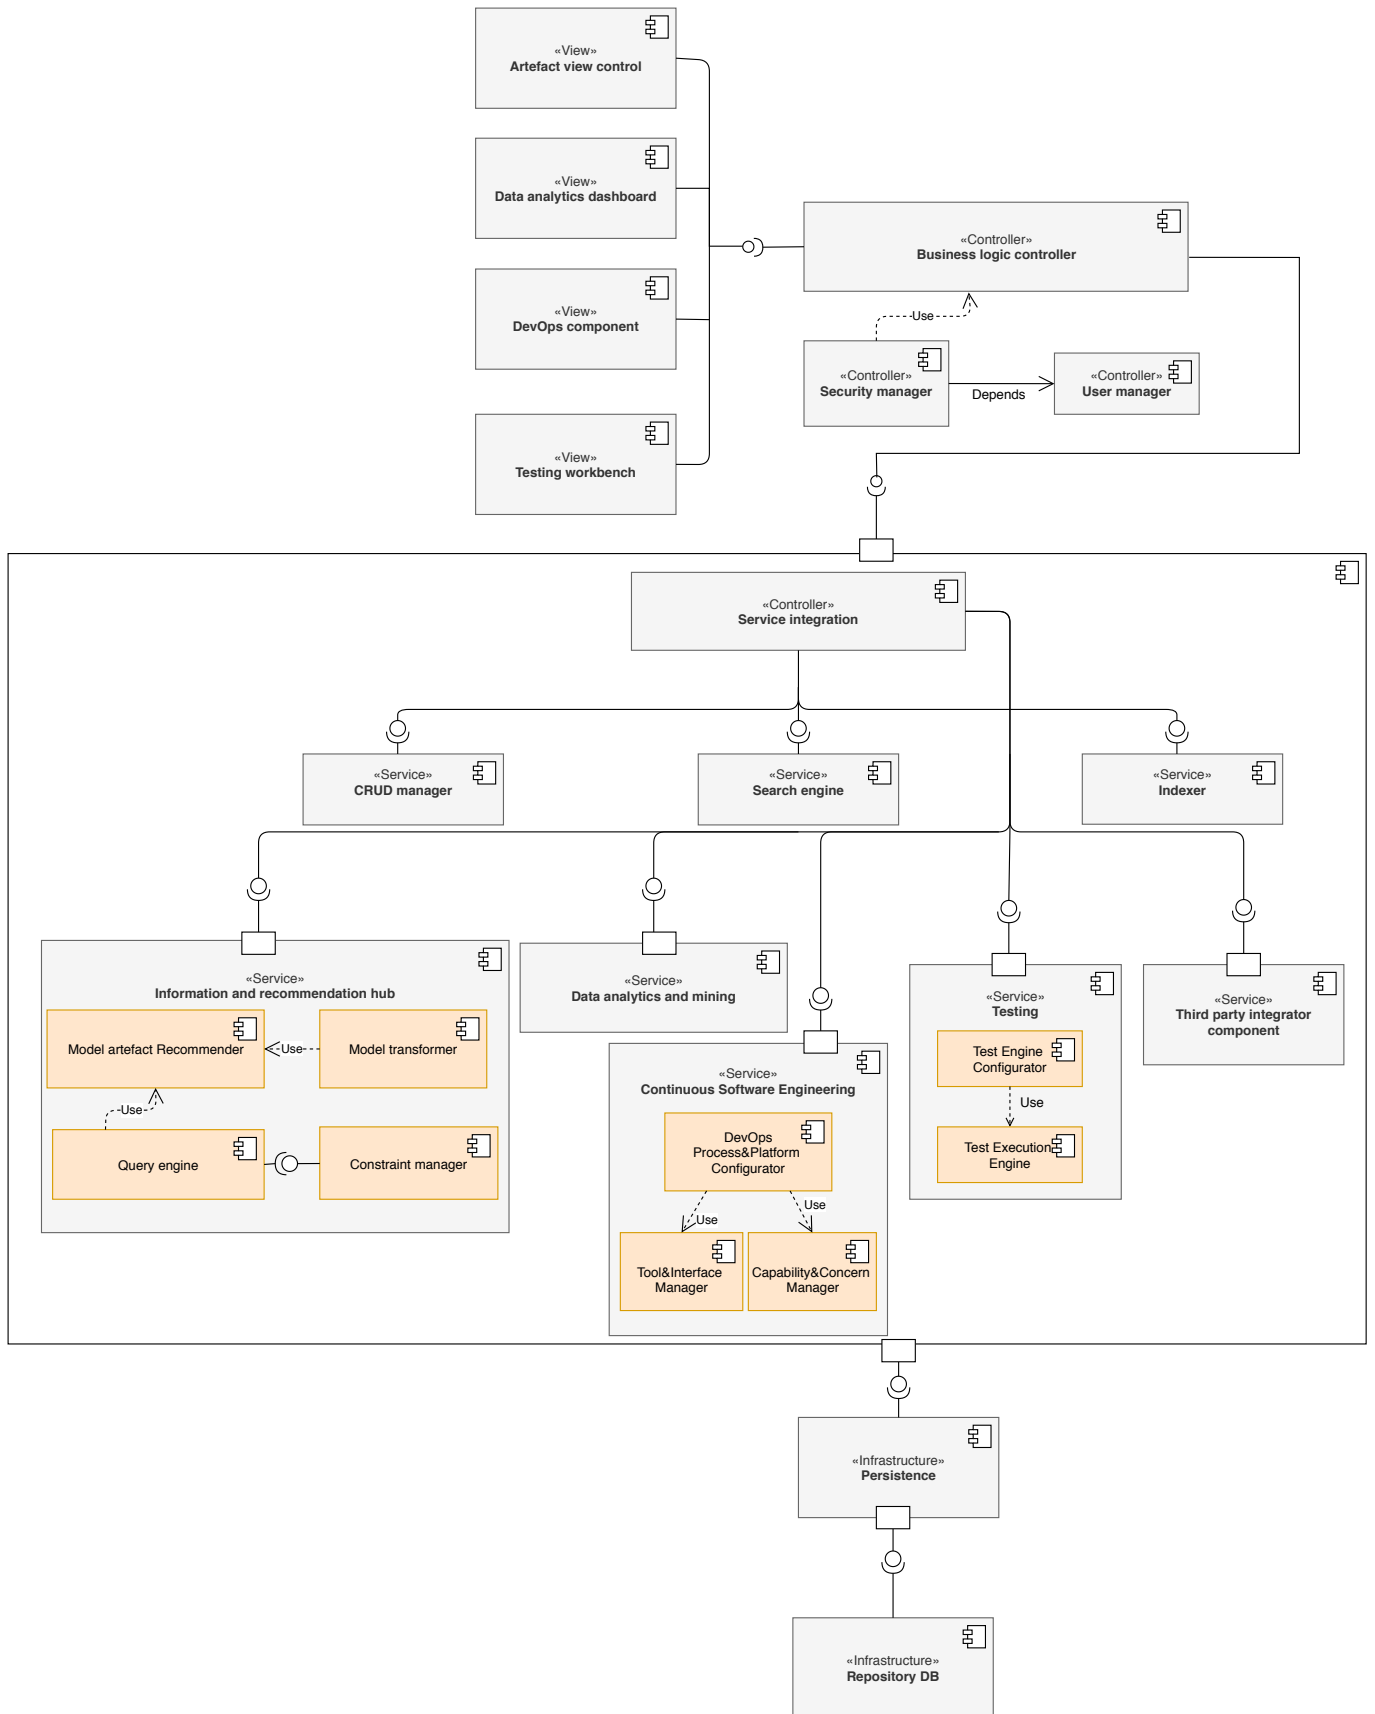 «View»
Artefact view control
«View»
Data analytics dashboard
«Controller»
Business logic controller
«View»
DevOps component
Use
«Controller»
Security manager
Depends
«Controller»
User manager
«View»
Testing workbench
«Controller»
Service integration
«Service»
CRUD manager
«Service»
Search engine
«Service»
Indexer
«Service»
Information and recommendation hub
Model artefact Recommender
Use
Model transformer
Use
Query engine
Constraint manager
«Service»
Data analytics and mining
«Service»
Continuous Software Engineering
DevOps
Process&Platform
Configurator
Use
Use
Tool&Interface
Manager
Capability&Concern
Manager
«Service»
Testing
Test Engine
Configurator
Use
Test Execution
Engine
«Service»
Third party integrator
component
«Infrastructure»
Persistence
«Infrastructure»
Repository DB